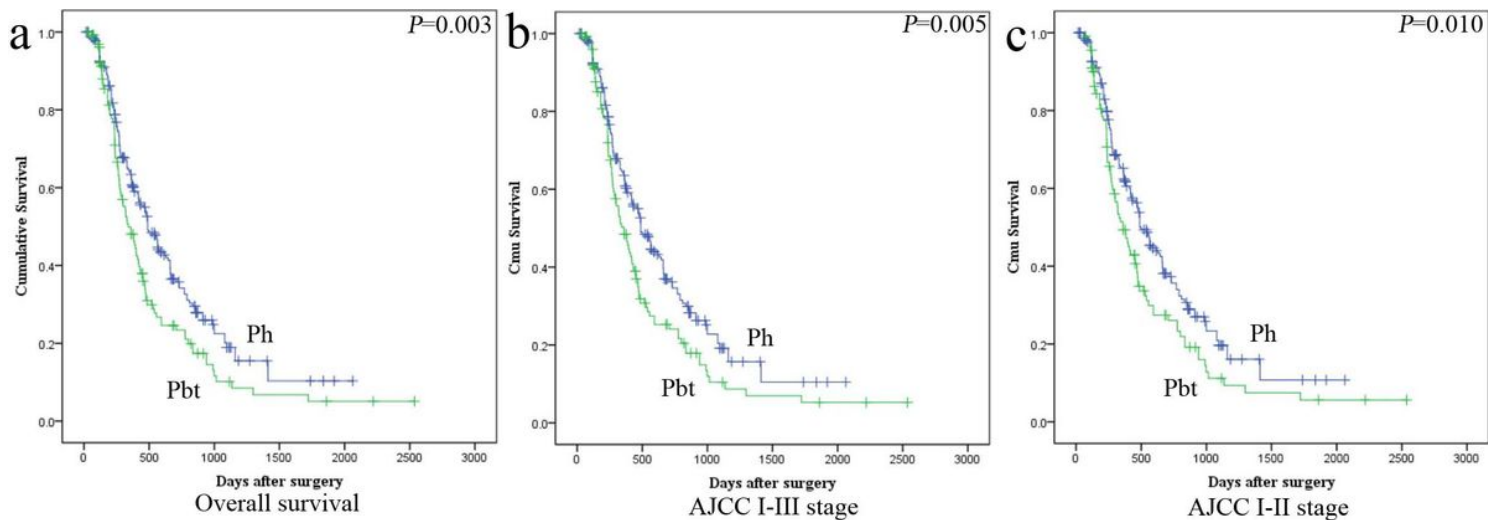 a
P=0.003
Cumulative Survival
1.0
0.8
0.6
0.4
0.2
0.0
Ph
Pbt
0 500 1000 1500 2000 2500 3000
Days after surgery
Overall survival
b
P=0.005
Cmu Survival
1.0
0.8
0.6
0.4
0.2
0.0
Ph
Pbt
0 500 1000 1500 2000 2500 3000
Days after surgery
AJCC I-III stage
c
P=0.010
Cmu Survival
1.0
0.8
0.6
0.4
0.2
0.0
Ph
Pbt
0 500 1000 1500 2000 2500 3000
Days after surgery
AJCC I-II stage